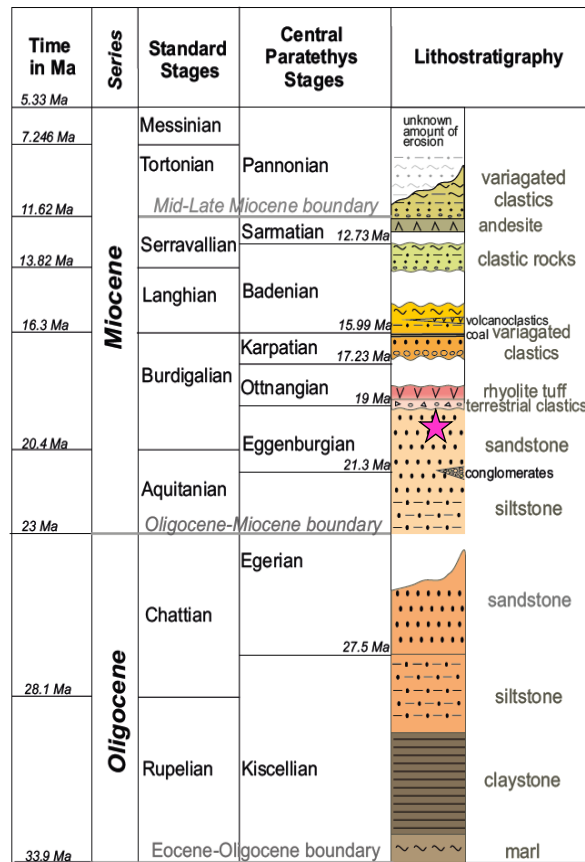 Time
in Ma
Series
Standard
Stages
Central
Paratethys
Stages
Lithostratigraphy
5.33 Ma
Miocene
Messinian
unknown
amount of
erosion
7.246 Ma
Tortonian
Pannonian
variagated
clastics
Mid-Late Miocene boundary
11.62 Ma
andesite
Sarmatian
12.73 Ma
Serravallian
clastic rocks
13.82 Ma
Langhian
Badenian
volcanoclastics
15.99 Ma
coal
16.3 Ma
variagated
clastics
Karpatian
17.23 Ma
Burdigalian
Ottnangian
rhyolite tuff
19 Ma
terrestrial clastics
Eggenburgian
sandstone
20.4 Ma
21.3 Ma
conglomerates
Aquitanian
siltstone
Oligocene-Miocene boundary
23 Ma
Oligocene
Egerian
sandstone
Chattian
27.5 Ma
28.1 Ma
siltstone
Rupelian
Kiscellian
claystone
Eocene-Oligocene boundary
33.9 Ma
marl